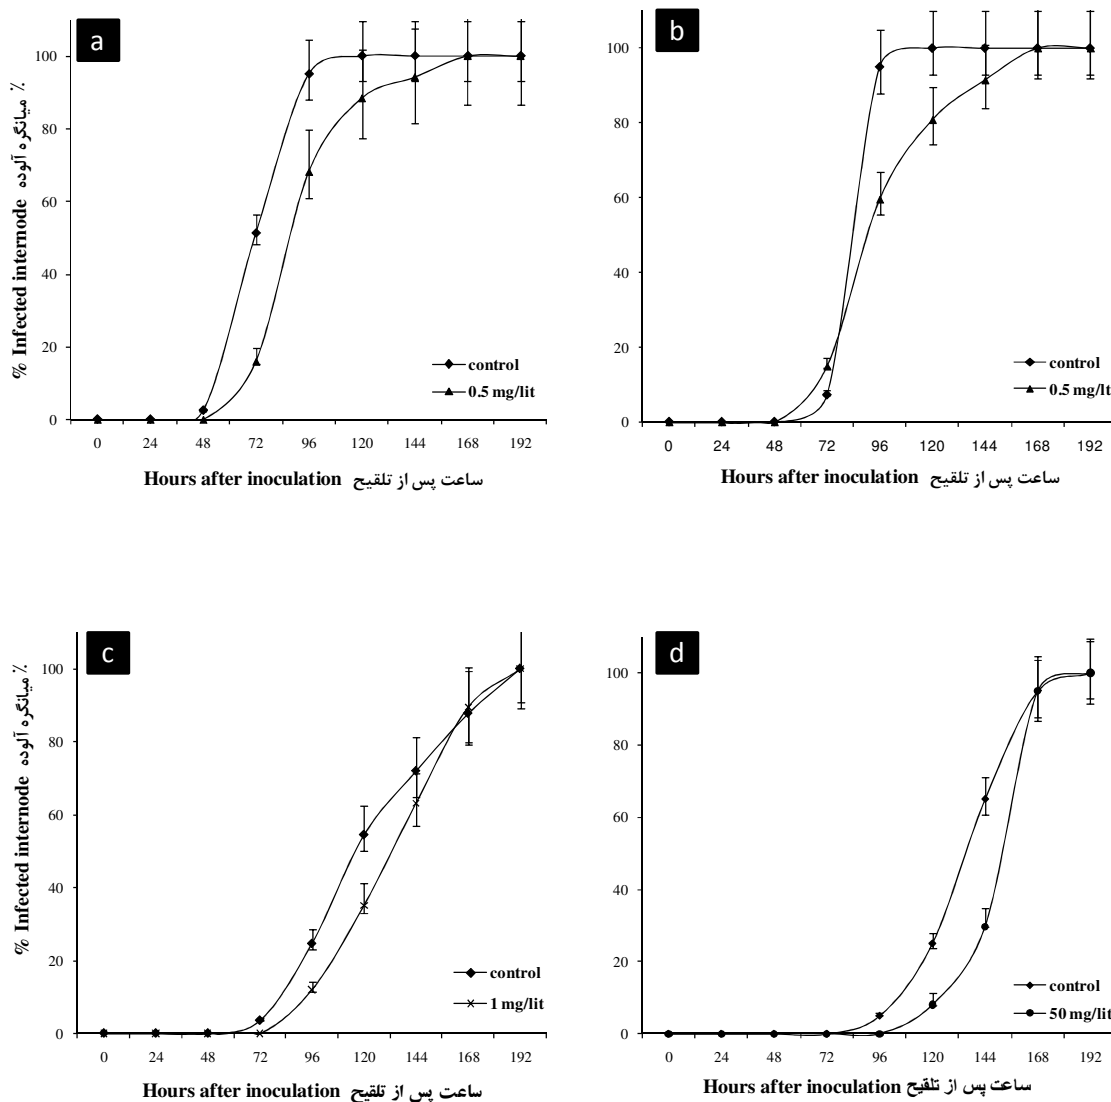 a
% Infected internode میانگره آلوده ٪
100
80
60
40
20
0
control
0.5 mg/lit
0 24 48 72 96 120 144 168 192
Hours after inoculation ساعت پس از تلقیح
b
100
80
60
40
20
0
control
0.5 mg/lit
0 24 48 72 96 120 144 168 192
Hours after inoculation ساعت پس از تلقیح
c
% Infected internode میانگره آلوده ٪
100
80
60
40
20
0
control
1 mg/lit
0 24 48 72 96 120 144 168 192
Hours after inoculation ساعت پس از تلقیح
d
100
80
60
40
20
0
control
50 mg/lit
0 24 48 72 96 120 144 168 192
Hours after inoculation ساعت پس از تلقیح